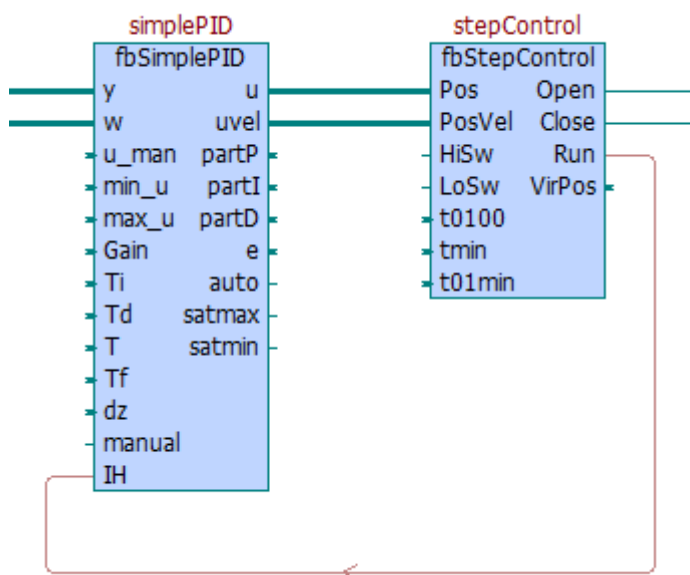 simplePID
fbSimplePID
y u
w uvel
u_man partP
min_u partI
max_u partD
Gain e
Ti auto
Td satmax
T satmin
Tf
dz
manual
IH
stepControl
fbStepControl
Pos Open
PosVel Close
HiSw Run
LoSw VirPos
t0100
tmin
t01min